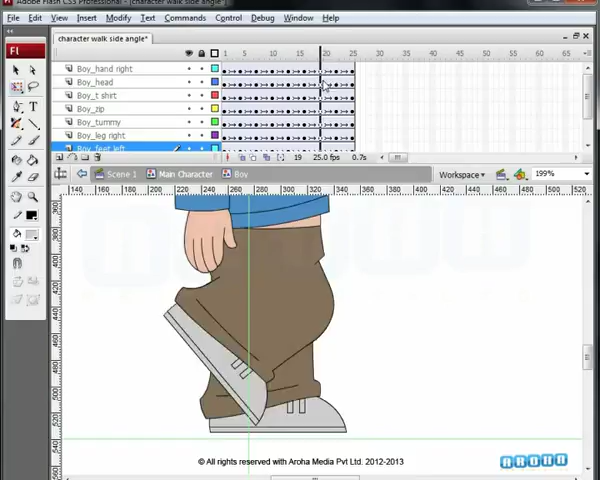 Adobe Flash CS3 Professional - [character walk side angle*]
File Edit View Insert Modify Text Commands Control Debug Window Help
character walk side angle*
1 5 10 15 20 25 30 35 40 45 50 55 60 65
Boy_hand right
Boy_head
Boy_t shirt
Boy_zip
Boy_tummy
Boy_leg right
Boy_feet left
19 25.0 fps 0.7s
Scene 1 Main Character Boy Workspace 199%
140 160 180 200 220 240 260 280 300 320 340 360 380 400 420 440 460 480 500 520
© All rights reserved with Aroha Media Pvt Ltd. 2012-2013